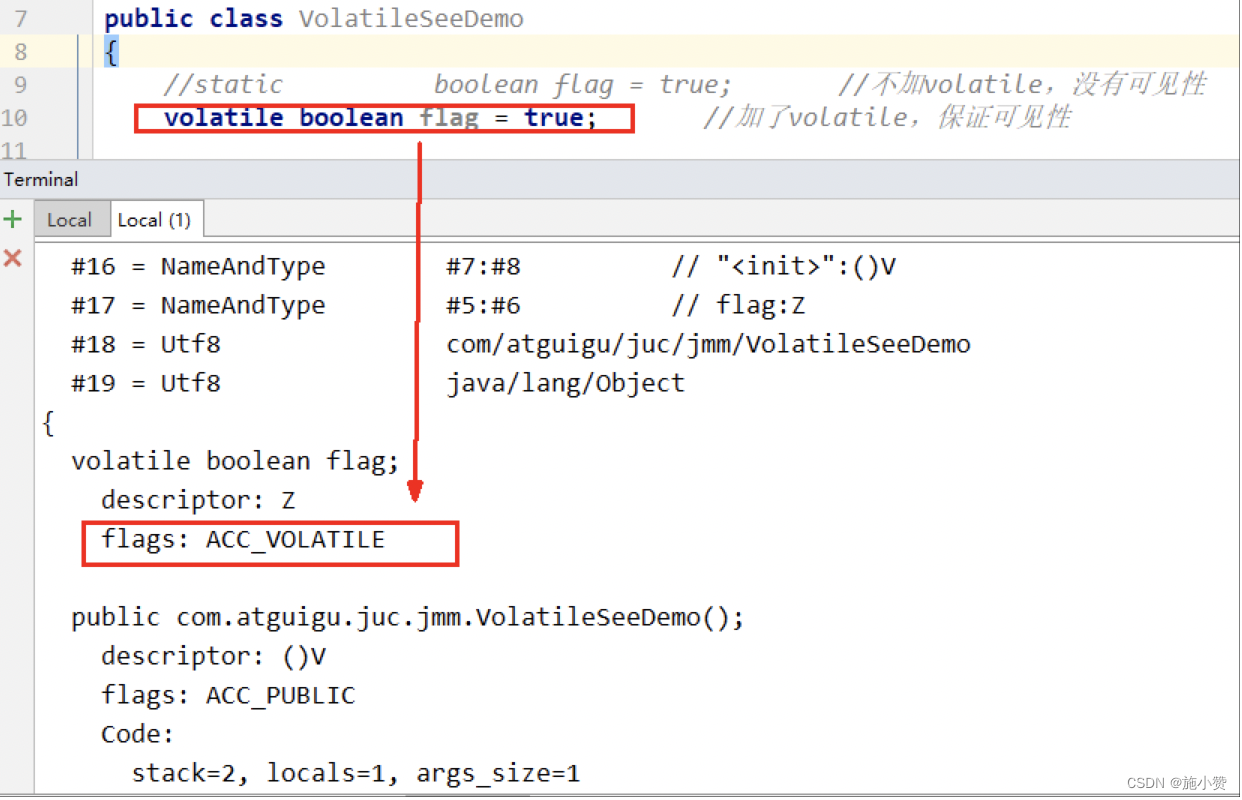 7 public class VolatileSeeDemo
8 {
9 //static boolean flag = true; //不加volatile，没有可见性
10 volatile boolean flag = true; //加了volatile，保证可见性
11
Terminal
+ Local Local (1)
#16 = NameAndType #7:#8 // "<init>":()V
#17 = NameAndType #5:#6 // flag:Z
#18 = Utf8 com/atguigu/juc/jmm/VolatileSeeDemo
#19 = Utf8 java/lang/Object
{
volatile boolean flag;
descriptor: Z
flags: ACC_VOLATILE
public com.atguigu.juc.jmm.VolatileSeeDemo();
descriptor: ()V
flags: ACC_PUBLIC
Code:
stack=2, locals=1, args_size=1
CSDN @施小赞